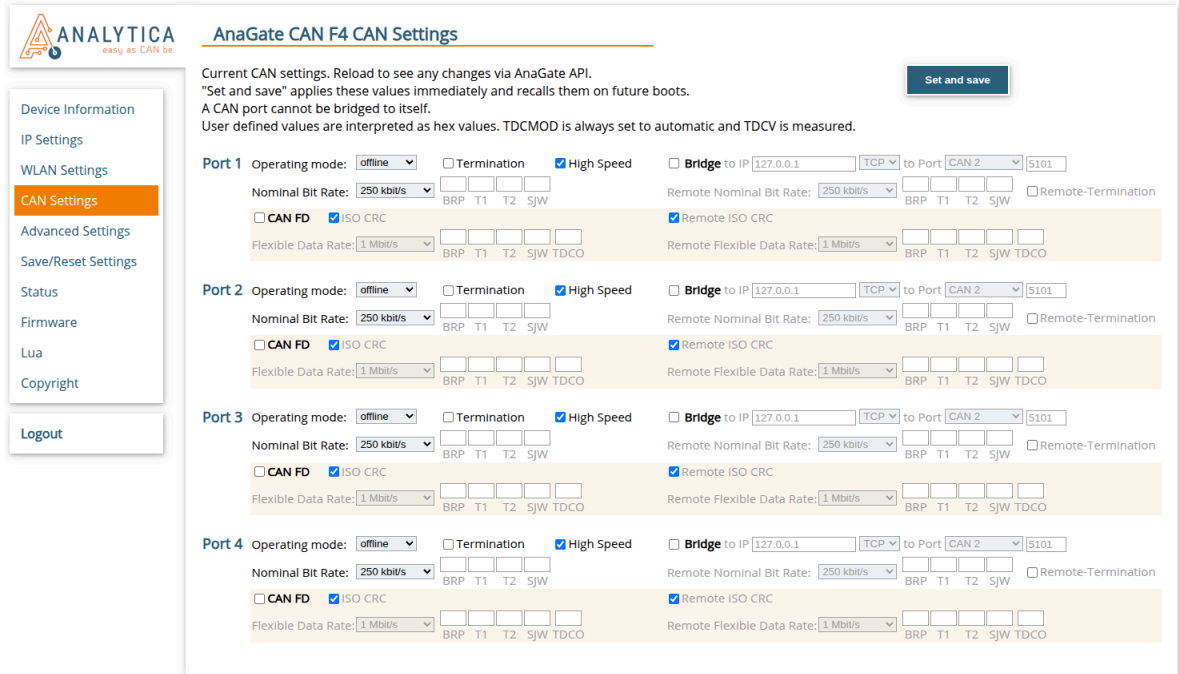 ANALYTICA
easy as CAN be.
Device Information
IP Settings
WLAN Settings
CAN Settings
Advanced Settings
Save/Reset Settings
Status
Firmware
Lua
Copyright
Logout
AnaGate CAN F4 CAN Settings
Current CAN settings. Reload to see any changes via AnaGate API.
"Set and save" applies these values immediately and recalls them on future boots.
A CAN port cannot be bridged to itself.
User defined values are interpreted as hex values. TDCMOD is always set to automatic and TDCV is measured.
Set and save
Port 1 Operating mode: offline Termination High Speed Bridge to IP 127.0.0.1 TCP to Port CAN 2 5101
Nominal Bit Rate: 250 kbit/s BRP T1 T2 SJW Remote Nominal Bit Rate: 250 kbit/s BRP T1 T2 SJW Remote-Termination
CAN FD ISO CRC Remote ISO CRC
Flexible Data Rate: 1 Mbit/s BRP T1 T2 SJW TDCO Remote Flexible Data Rate: 1 Mbit/s BRP T1 T2 SJW TDCO
Port 2 Operating mode: offline Termination High Speed Bridge to IP 127.0.0.1 TCP to Port CAN 2 5101
Nominal Bit Rate: 250 kbit/s BRP T1 T2 SJW Remote Nominal Bit Rate: 250 kbit/s BRP T1 T2 SJW Remote-Termination
CAN FD ISO CRC Remote ISO CRC
Flexible Data Rate: 1 Mbit/s BRP T1 T2 SJW TDCO Remote Flexible Data Rate: 1 Mbit/s BRP T1 T2 SJW TDCO
Port 3 Operating mode: offline Termination High Speed Bridge to IP 127.0.0.1 TCP to Port CAN 2 5101
Nominal Bit Rate: 250 kbit/s BRP T1 T2 SJW Remote Nominal Bit Rate: 250 kbit/s BRP T1 T2 SJW Remote-Termination
CAN FD ISO CRC Remote ISO CRC
Flexible Data Rate: 1 Mbit/s BRP T1 T2 SJW TDCO Remote Flexible Data Rate: 1 Mbit/s BRP T1 T2 SJW TDCO
Port 4 Operating mode: offline Termination High Speed Bridge to IP 127.0.0.1 TCP to Port CAN 2 5101
Nominal Bit Rate: 250 kbit/s BRP T1 T2 SJW Remote Nominal Bit Rate: 250 kbit/s BRP T1 T2 SJW Remote-Termination
CAN FD ISO CRC Remote ISO CRC
Flexible Data Rate: 1 Mbit/s BRP T1 T2 SJW TDCO Remote Flexible Data Rate: 1 Mbit/s BRP T1 T2 SJW TDCO